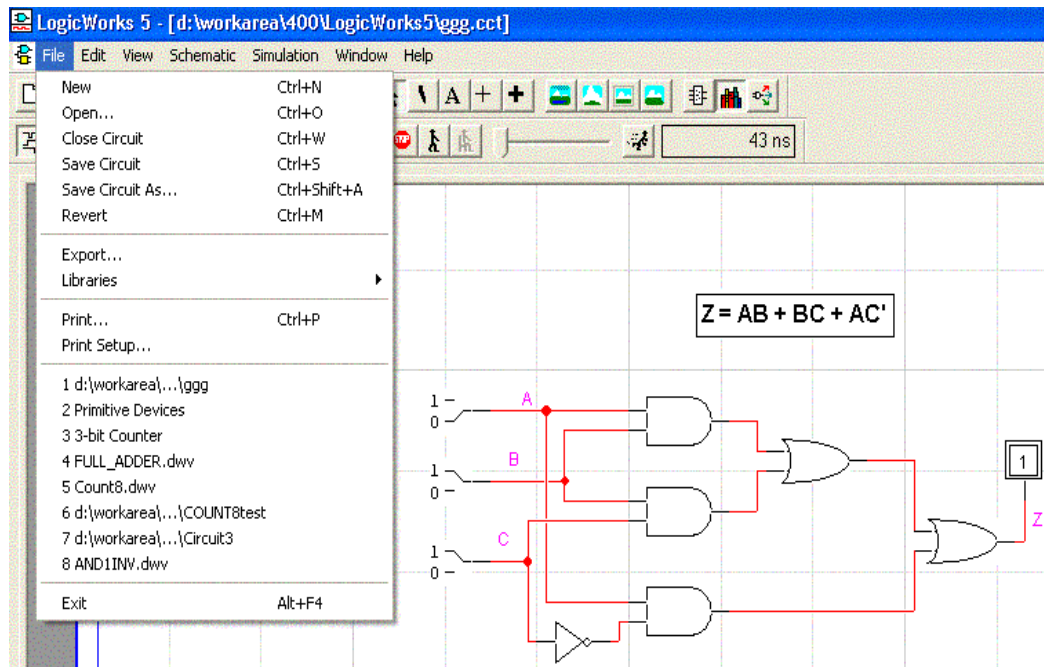 LogicWorks 5 - [d:\workarea\400\LogicWorks5\ggg.cct]
File Edit View Schematic Simulation Window Help
New Ctrl+N
Open... Ctrl+O
Close Circuit Ctrl+W
Save Circuit Ctrl+S
Save Circuit As... Ctrl+Shift+A
Revert Ctrl+M
Export...
Libraries
Print... Ctrl+P
Print Setup...
1 d:\workarea\...\ggg
2 Primitive Devices
3 3-bit Counter
4 FULL_ADDER.dwv
5 Count8.dwv
6 d:\workarea\...\COUNT8test
7 d:\workarea\...\Circuit3
8 AND1INV.dwv
Exit Alt+F4
A
STOP
43 ns
Z = AB + BC + AC'
1
0
A
1
0
B
1
0
C
1
Z